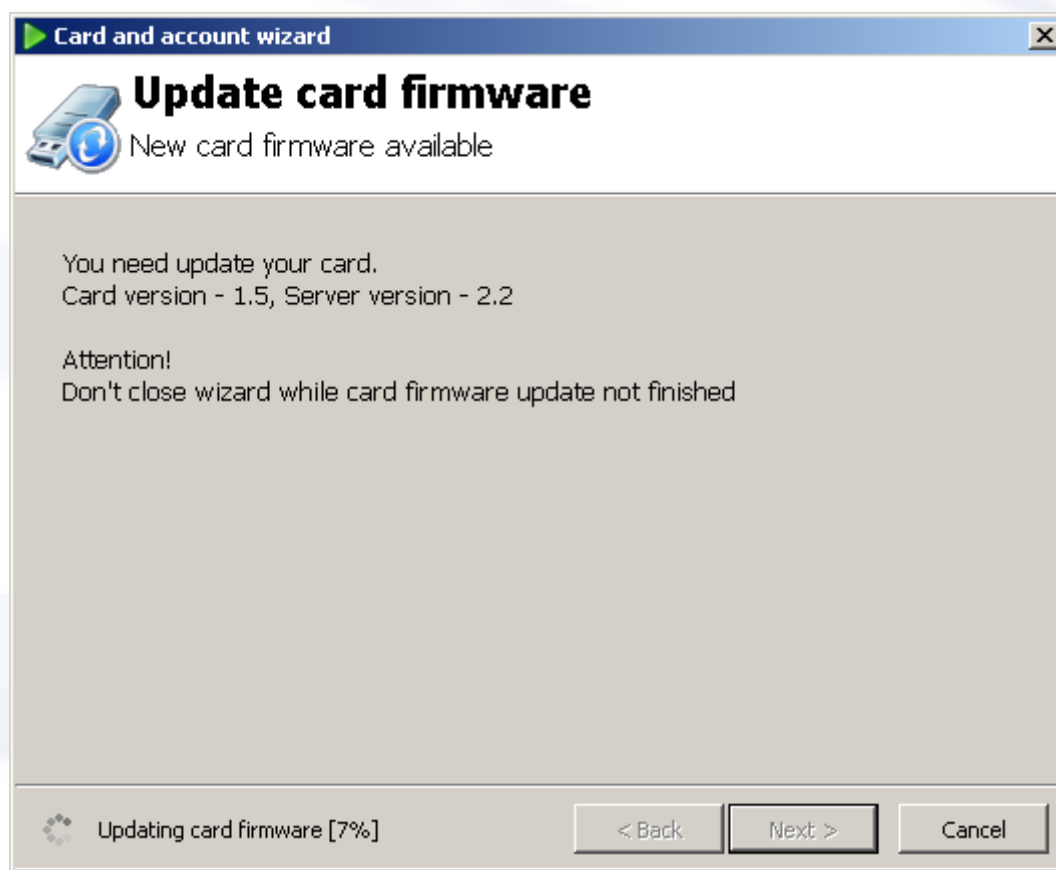 Card and account wizard
Update card firmware
New card firmware available
You need update your card.
Card version - 1.5, Server version - 2.2
Attention!
Don't close wizard while card firmware update not finished
Updating card firmware [7%]
< Back
Next >
Cancel